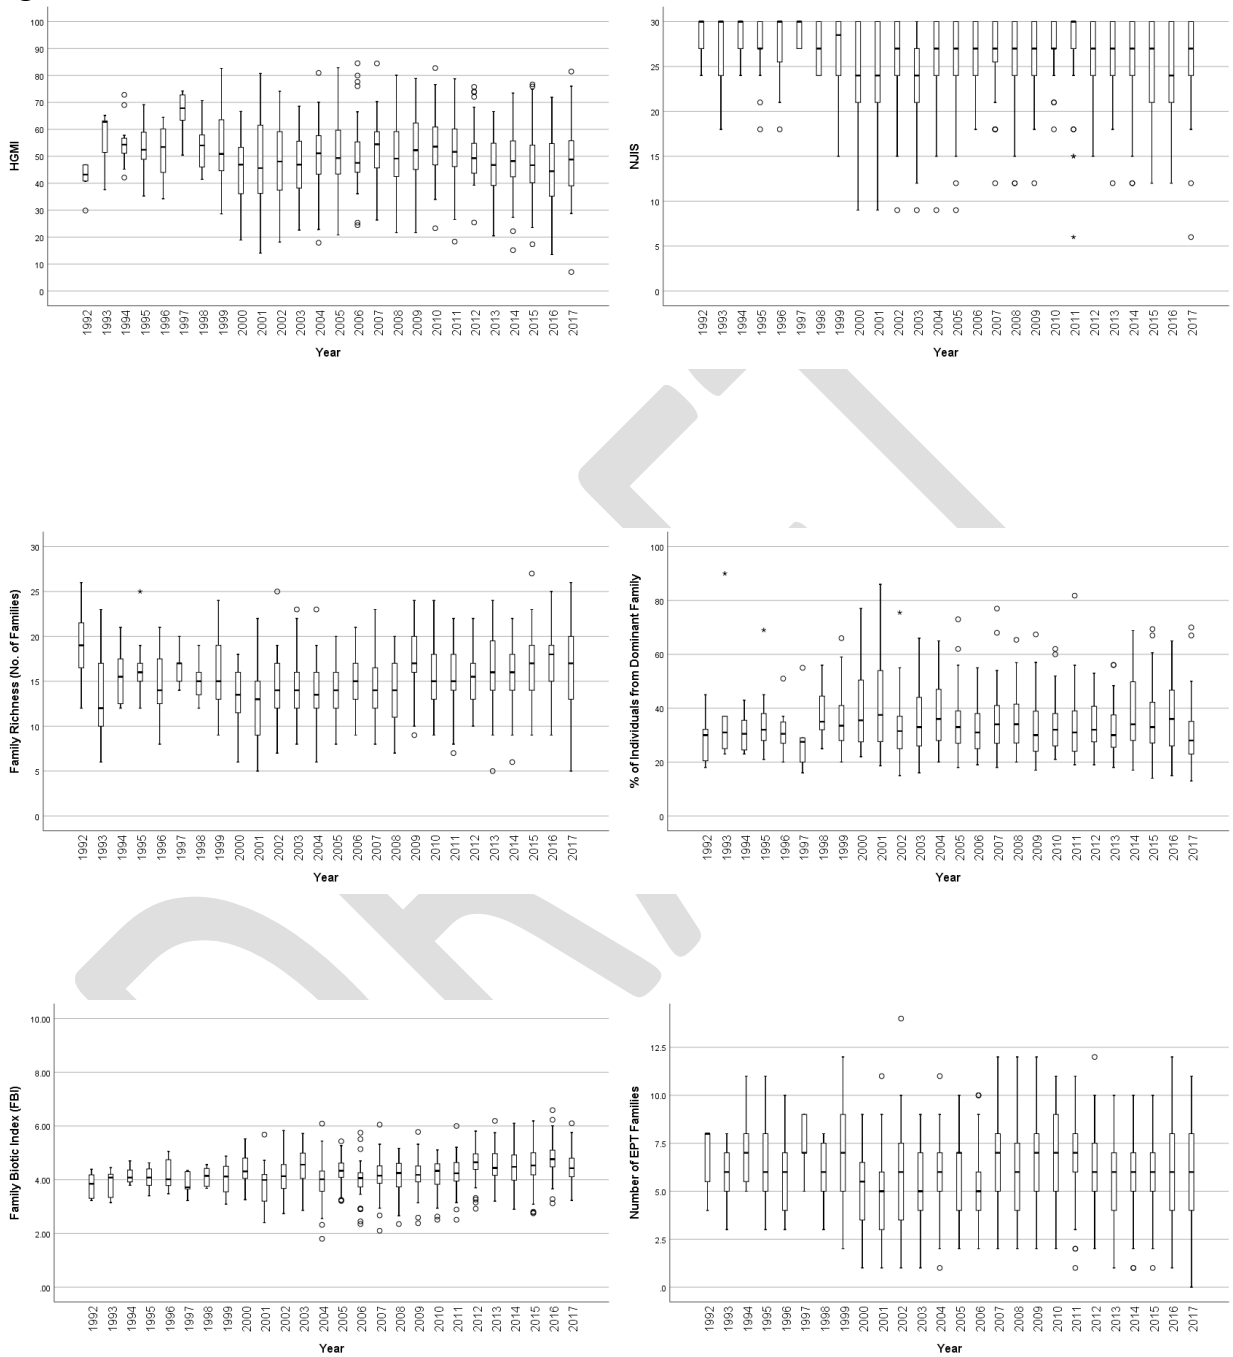 100
90
80
70
60
50
40
30
20
10
0
HGMI
1992 1993 1994 1995 1996 1997 1998 1999 2000 2001 2002 2003 2004 2005 2006 2007 2008 2009 2010 2011 2012 2013 2014 2015 2016 2017
Year
30
25
20
15
10
5
0
NJIS
1992 1993 1994 1995 1996 1997 1998 1999 2000 2001 2002 2003 2004 2005 2006 2007 2008 2009 2010 2011 2012 2013 2014 2015 2016 2017
Year
30
25
20
15
10
5
0
Family Richness (No. of Families)
1992 1993 1994 1995 1996 1997 1998 1999 2000 2001 2002 2003 2004 2005 2006 2007 2008 2009 2010 2011 2012 2013 2014 2015 2016 2017
Year
100
80
60
40
20
0
% of Individuals from Dominant Family
1992 1993 1994 1995 1996 1997 1998 1999 2000 2001 2002 2003 2004 2005 2006 2007 2008 2009 2010 2011 2012 2013 2014 2015 2016 2017
Year
10.00
8.00
6.00
4.00
2.00
.00
Family Biotic Index (FBI)
1992 1993 1994 1995 1996 1997 1998 1999 2000 2001 2002 2003 2004 2005 2006 2007 2008 2009 2010 2011 2012 2013 2014 2015 2016 2017
Year
12.5
10.0
7.5
5.0
2.5
.0
Number of EPT Families
1992 1993 1994 1995 1996 1997 1998 1999 2000 2001 2002 2003 2004 2005 2006 2007 2008 2009 2010 2011 2012 2013 2014 2015 2016 2017
Year